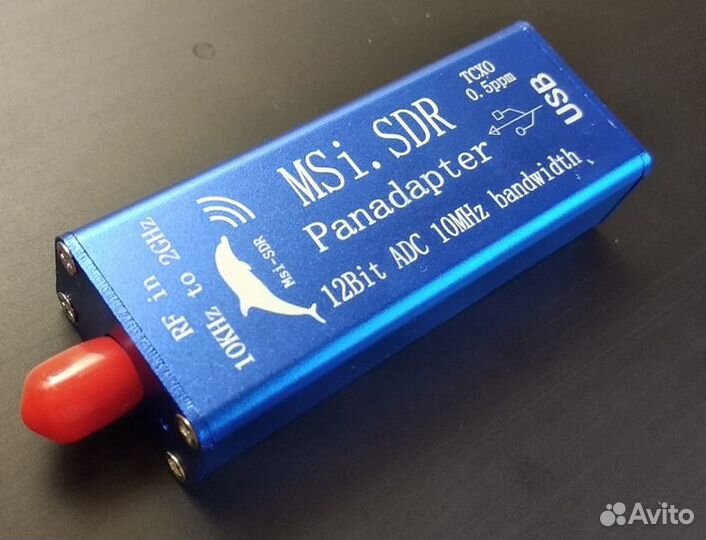 MSi.SDR
Panadapter
12Bit ADC 10MHz bandwidth
TCXO
0.5ppm
USB
Msi-SDR
RF in
10KHz to 2GHz
Avito